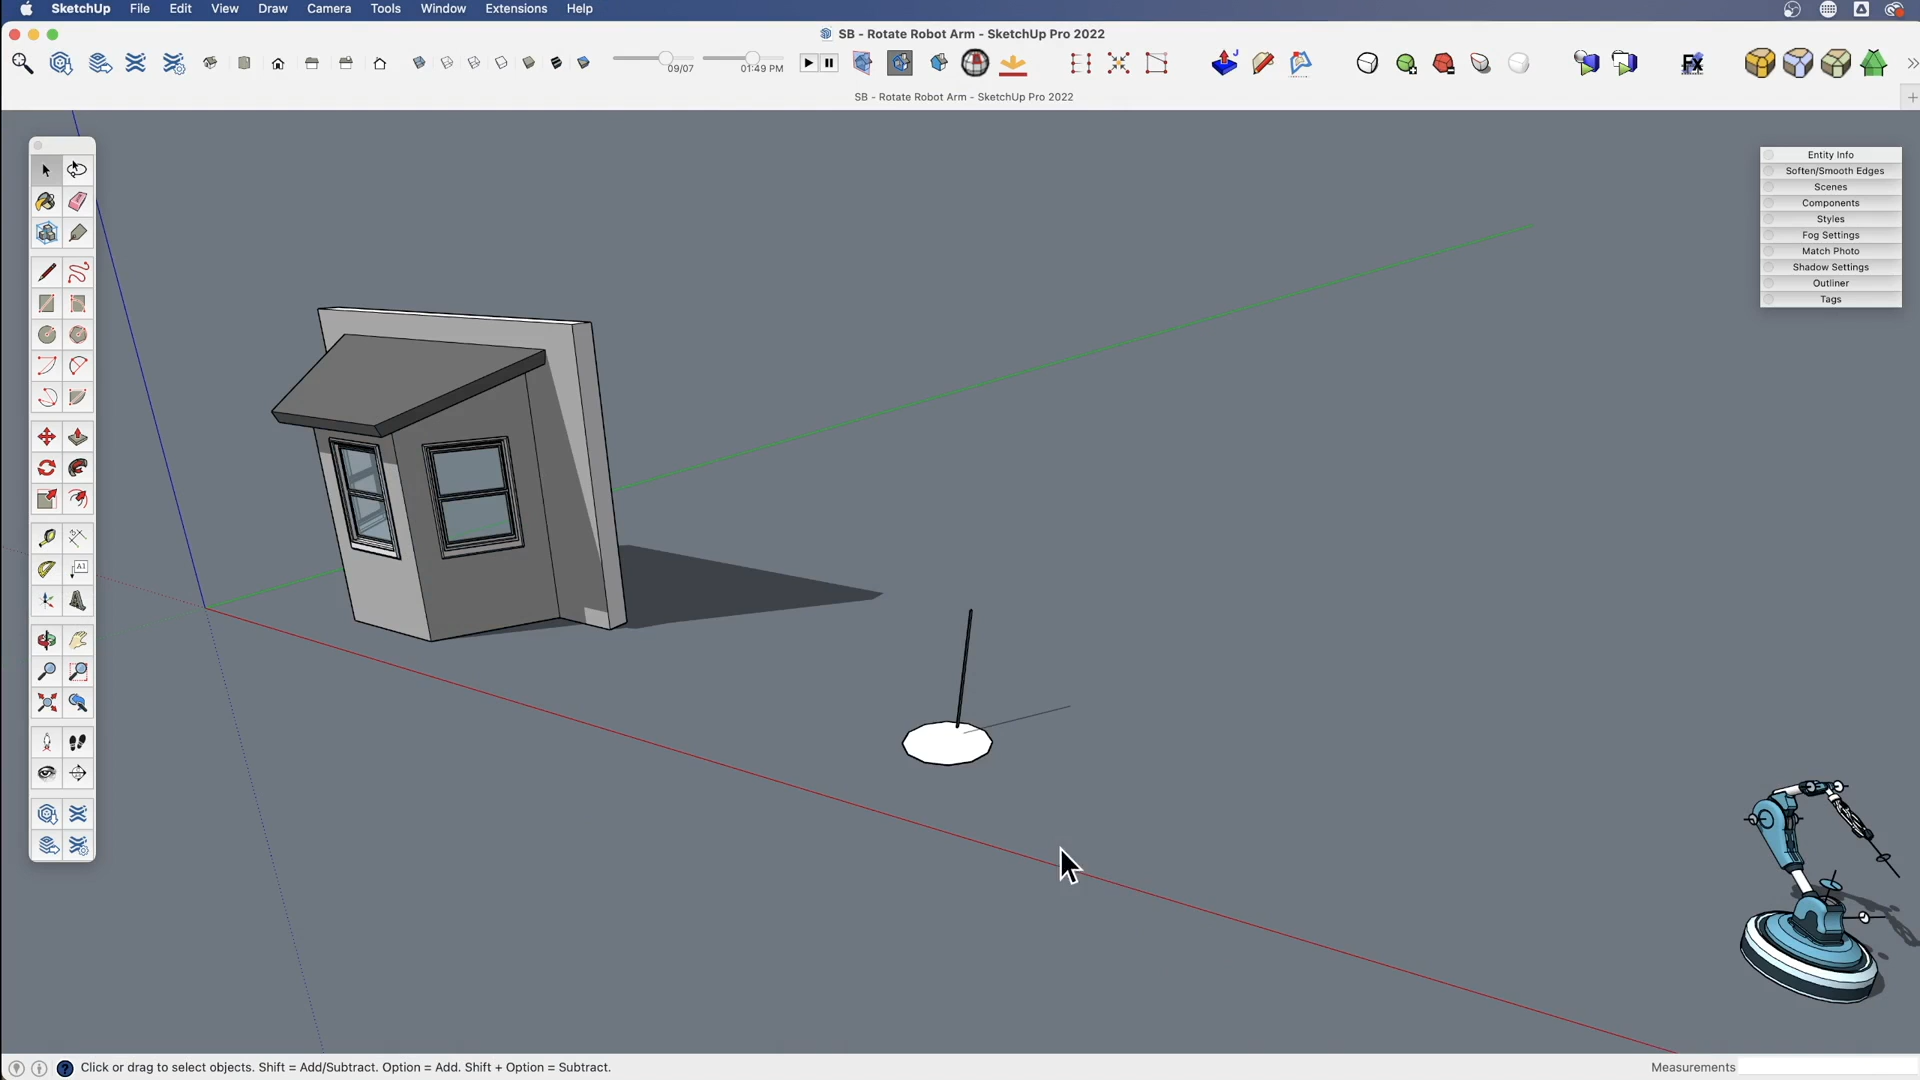 SketchUp File Edit View Draw Camera Tools Window Extensions Help
SB - Rotate Robot Arm - SketchUp Pro 2022
09/07 01:49 PM
FX
SB - Rotate Robot Arm - SketchUp Pro 2022
Entity Info
Soften/Smooth Edges
Scenes
Components
Styles
Fog Settings
Match Photo
Shadow Settings
Outliner
Tags
A1
Click or drag to select objects. Shift = Add/Subtract. Option = Add. Shift + Option = Subtract.
Measurements